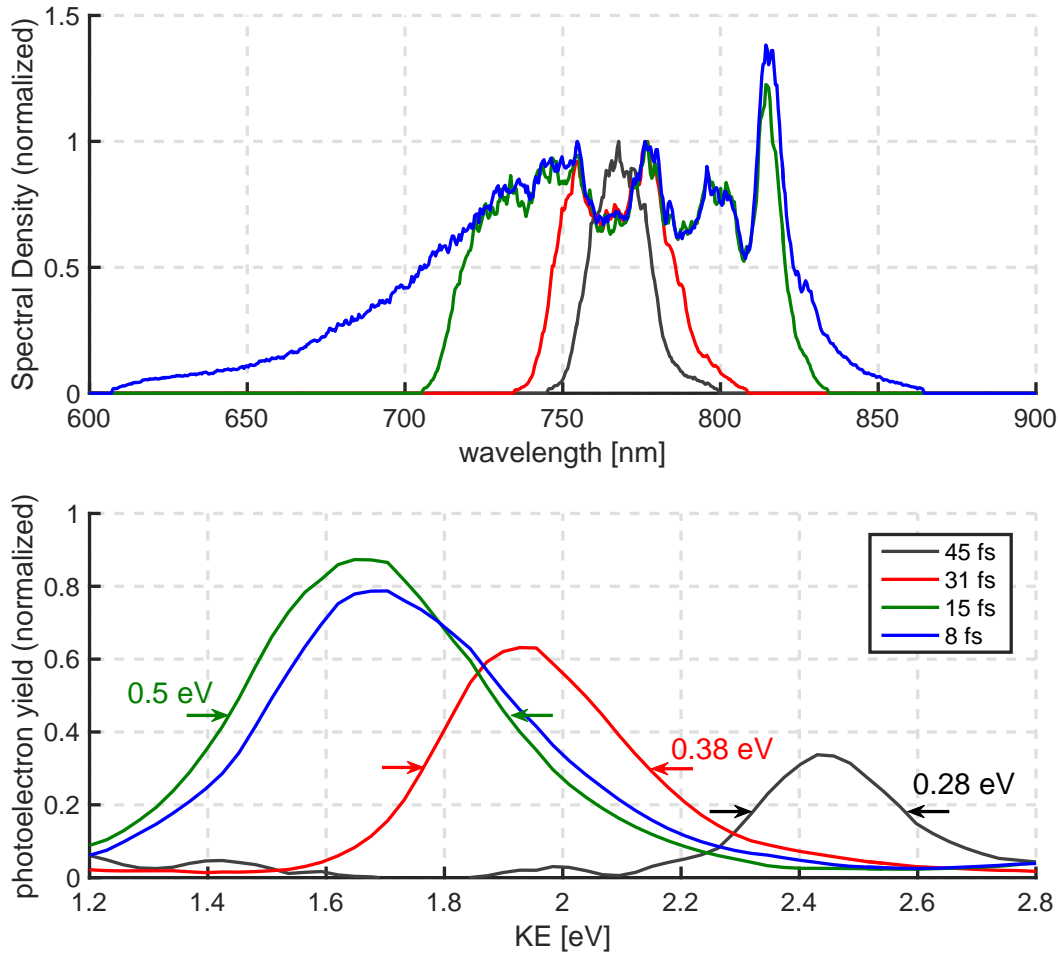 Spectral Density (normalized)
1.5
1
0.5
0
600
650
700
750
800
850
900
wavelength [nm]
photoelectron yield (normalized)
1
0.8
0.6
0.4
0.2
0
45 fs
31 fs
15 fs
8 fs
0.5 eV
0.38 eV
0.28 eV
1.2
1.4
1.6
1.8
2
2.2
2.4
2.6
2.8
KE [eV]